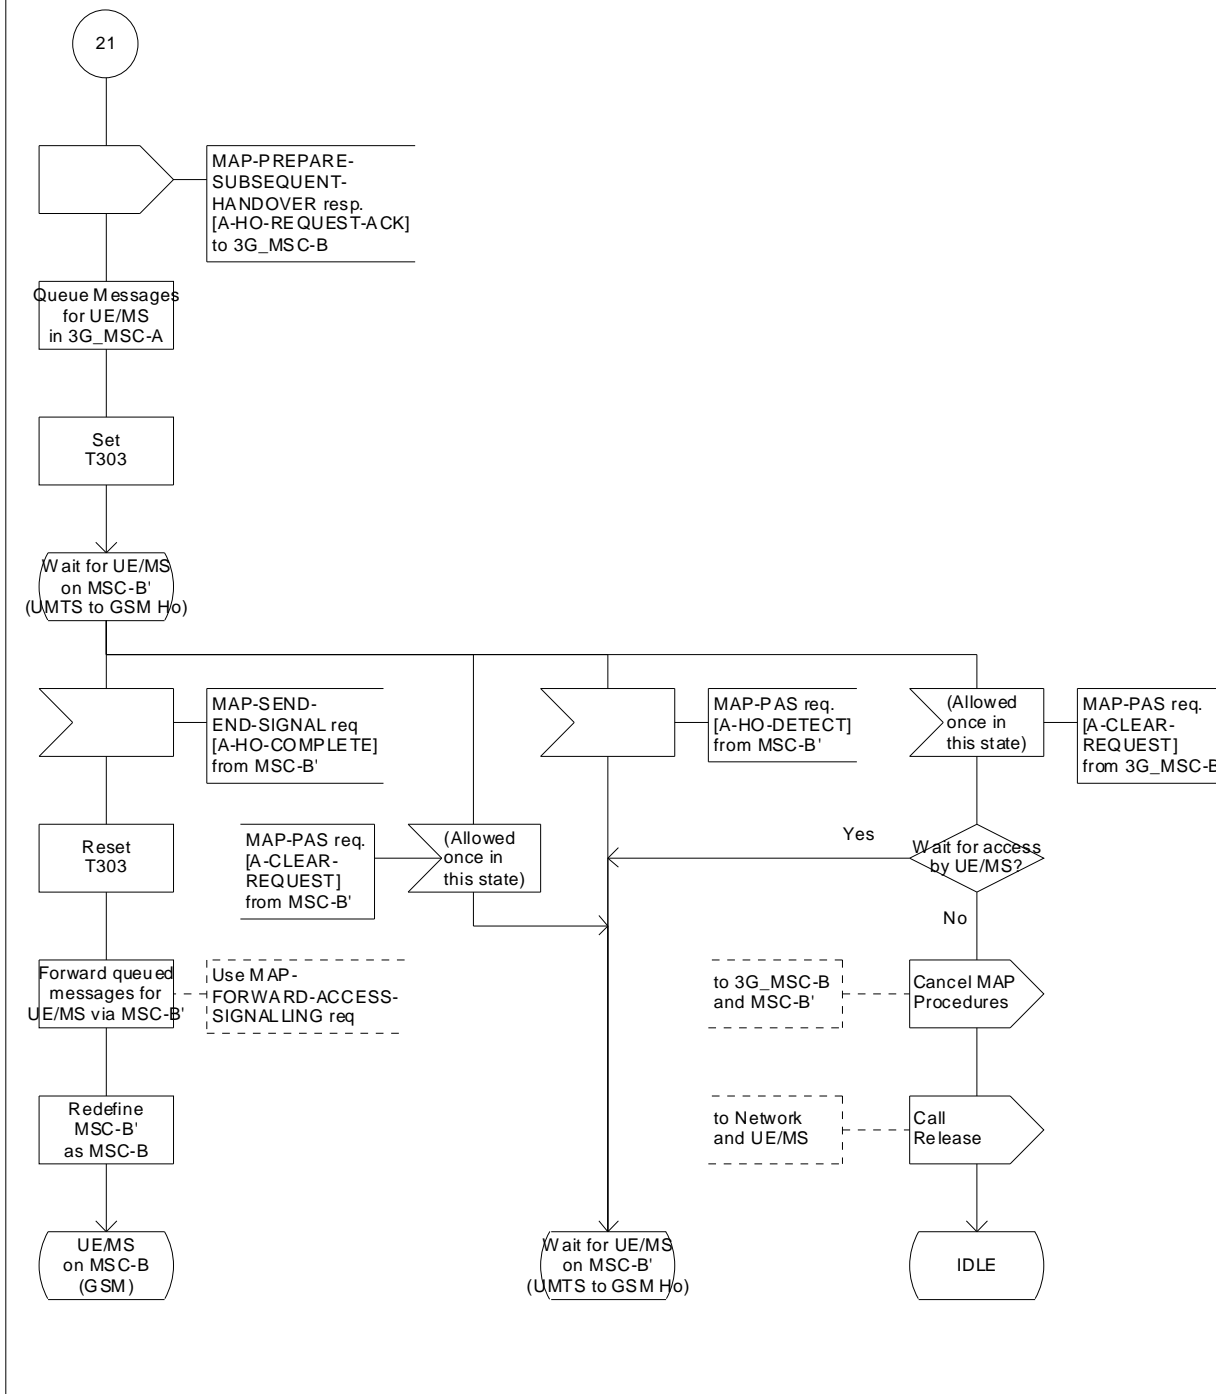 21
MAP-PREPARE-
SUBSEQUENT-
HANDOVER resp.
[A-HO-REQUEST-ACK]
to 3G_MSC-B
Queue Messages
for UE/MS
in 3G_MSC-A
Set
T303
Wait for UE/MS
on MSC-B'
(UMTS to GSM Ho)
MAP-SEND-
END-SIGNAL req
[A-HO-COMPLETE]
from MSC-B'
MAP-PAS req.
[A-HO-DETECT]
from MSC-B'
(Allowed
once in
this state)
MAP-PAS req.
[A-CLEAR-
REQUEST]
from 3G_MSC-B
Reset
T303
MAP-PAS req.
[A-CLEAR-
REQUEST]
from MSC-B'
(Allowed
once in
this state)
Yes
Wait for access
by UE/MS?
No
Forward queued
messages for
UE/MS via MSC-B'
Use MAP-
FORWARD-ACCESS-
SIGNALLING req
to 3G_MSC-B
and MSC-B'
Cancel MAP
Procedures
Redefine
MSC-B'
as MSC-B
to Network
and UE/MS
Call
Release
UE/MS
on MSC-B
(GSM)
Wait for UE/MS
on MSC-B'
(UMTS to GSM Ho)
IDLE